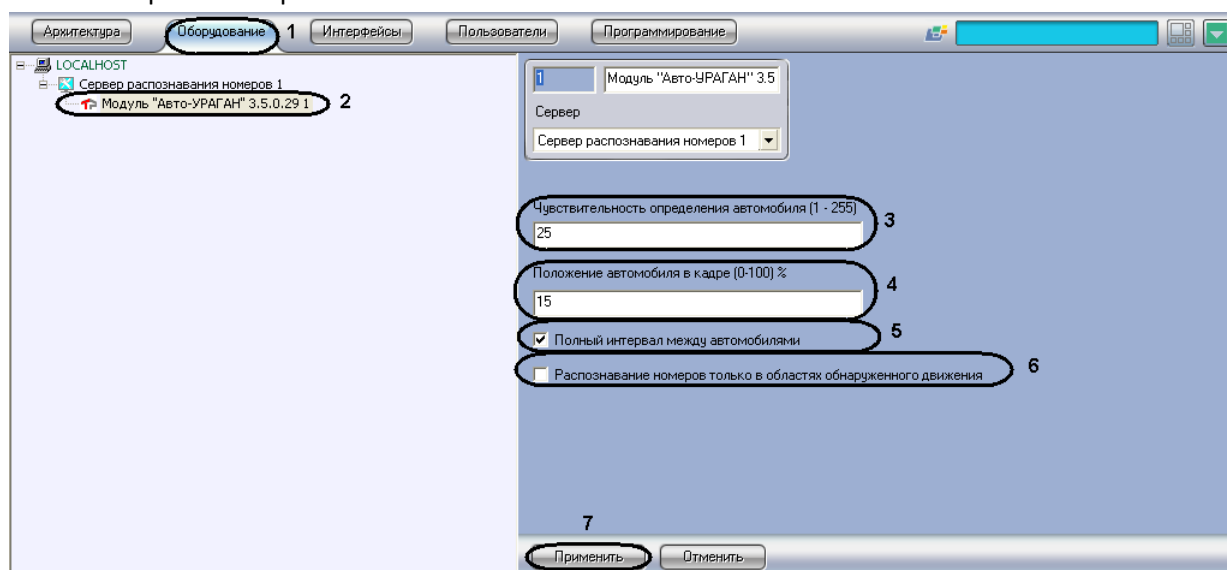 Архитектура Оборудование 1 Интерфейсы Пользователи Программирование
LOCALHOST
Сервер распознавания номеров 1
Модуль "Авто-УРАГАН" 3.5.0.29 1 2
1 Модуль "Авто-УРАГАН" 3.5
Сервер
Сервер распознавания номеров 1
Чувствительность определения автомобиля (1 - 255)
25
3
Положение автомобиля в кадре (0-100) %
15
4
Полный интервал между автомобилями 5
Распознавание номеров только в областях обнаруженного движения 6
7
Применить Отменить